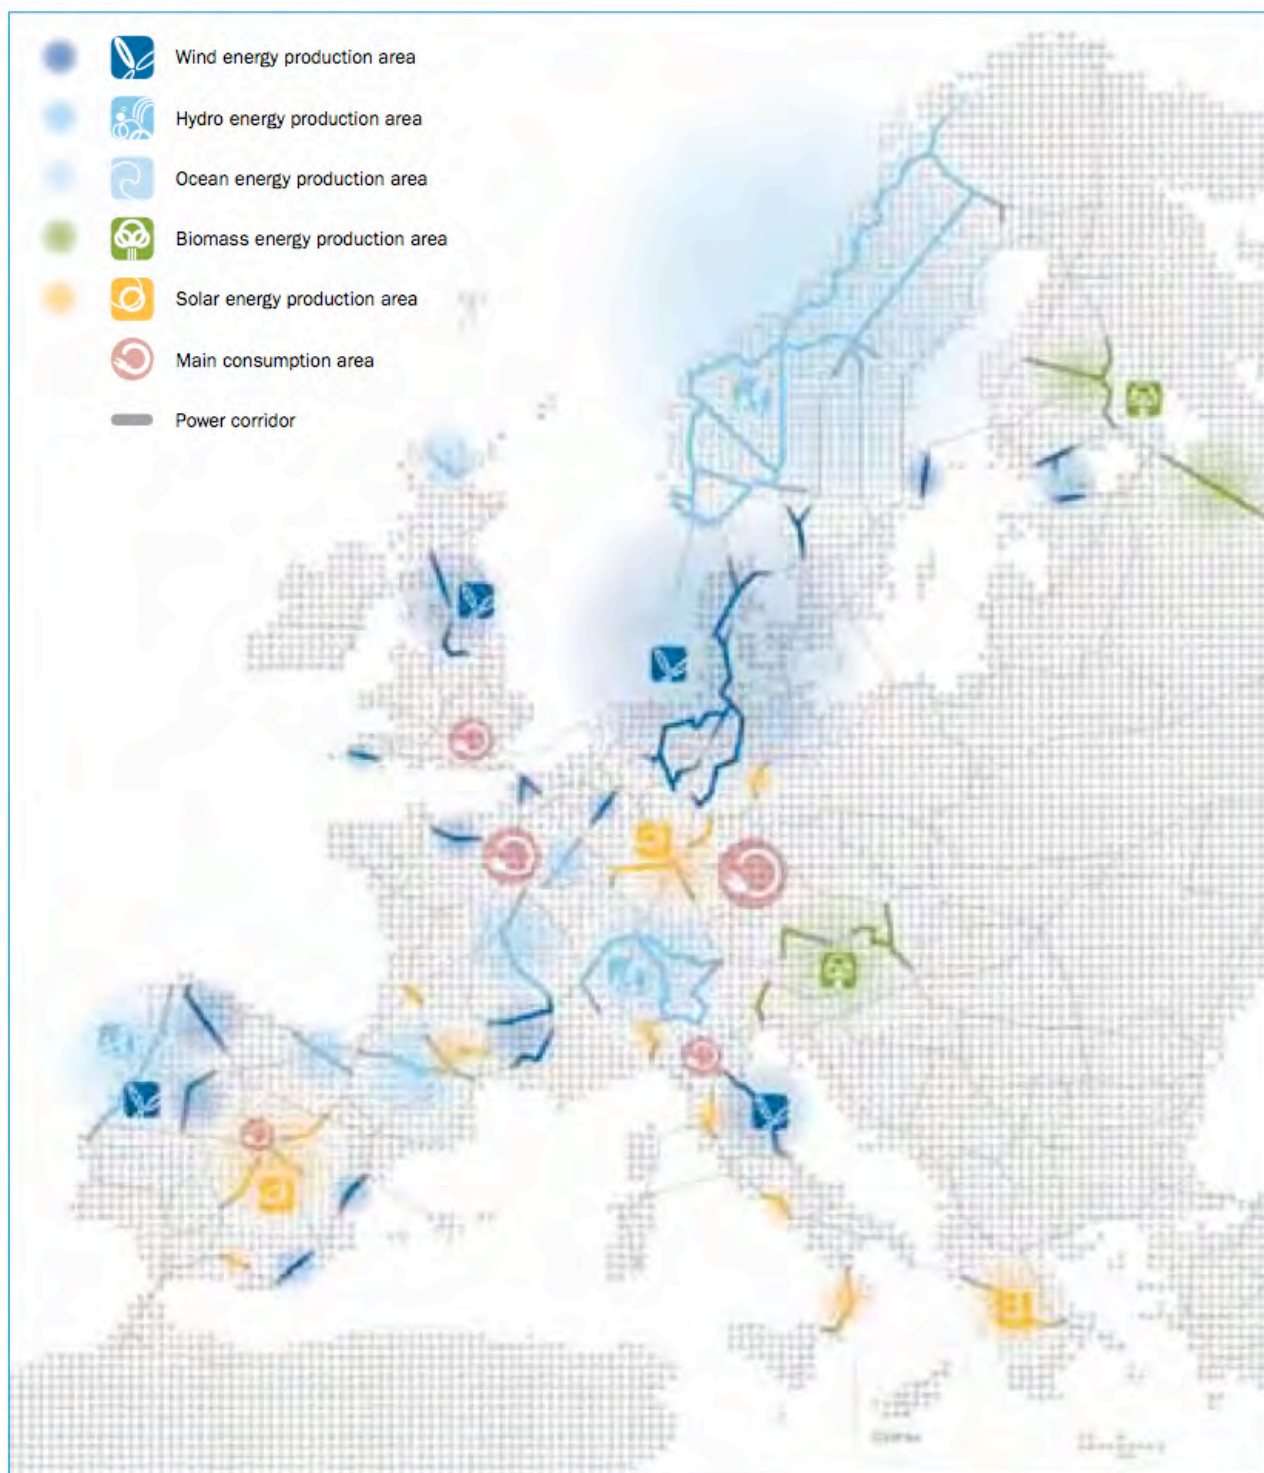 Wind energy production area
Hydro energy production area
Ocean energy production area
Biomass energy production area
Solar energy production area
Main consumption area
Power corridor